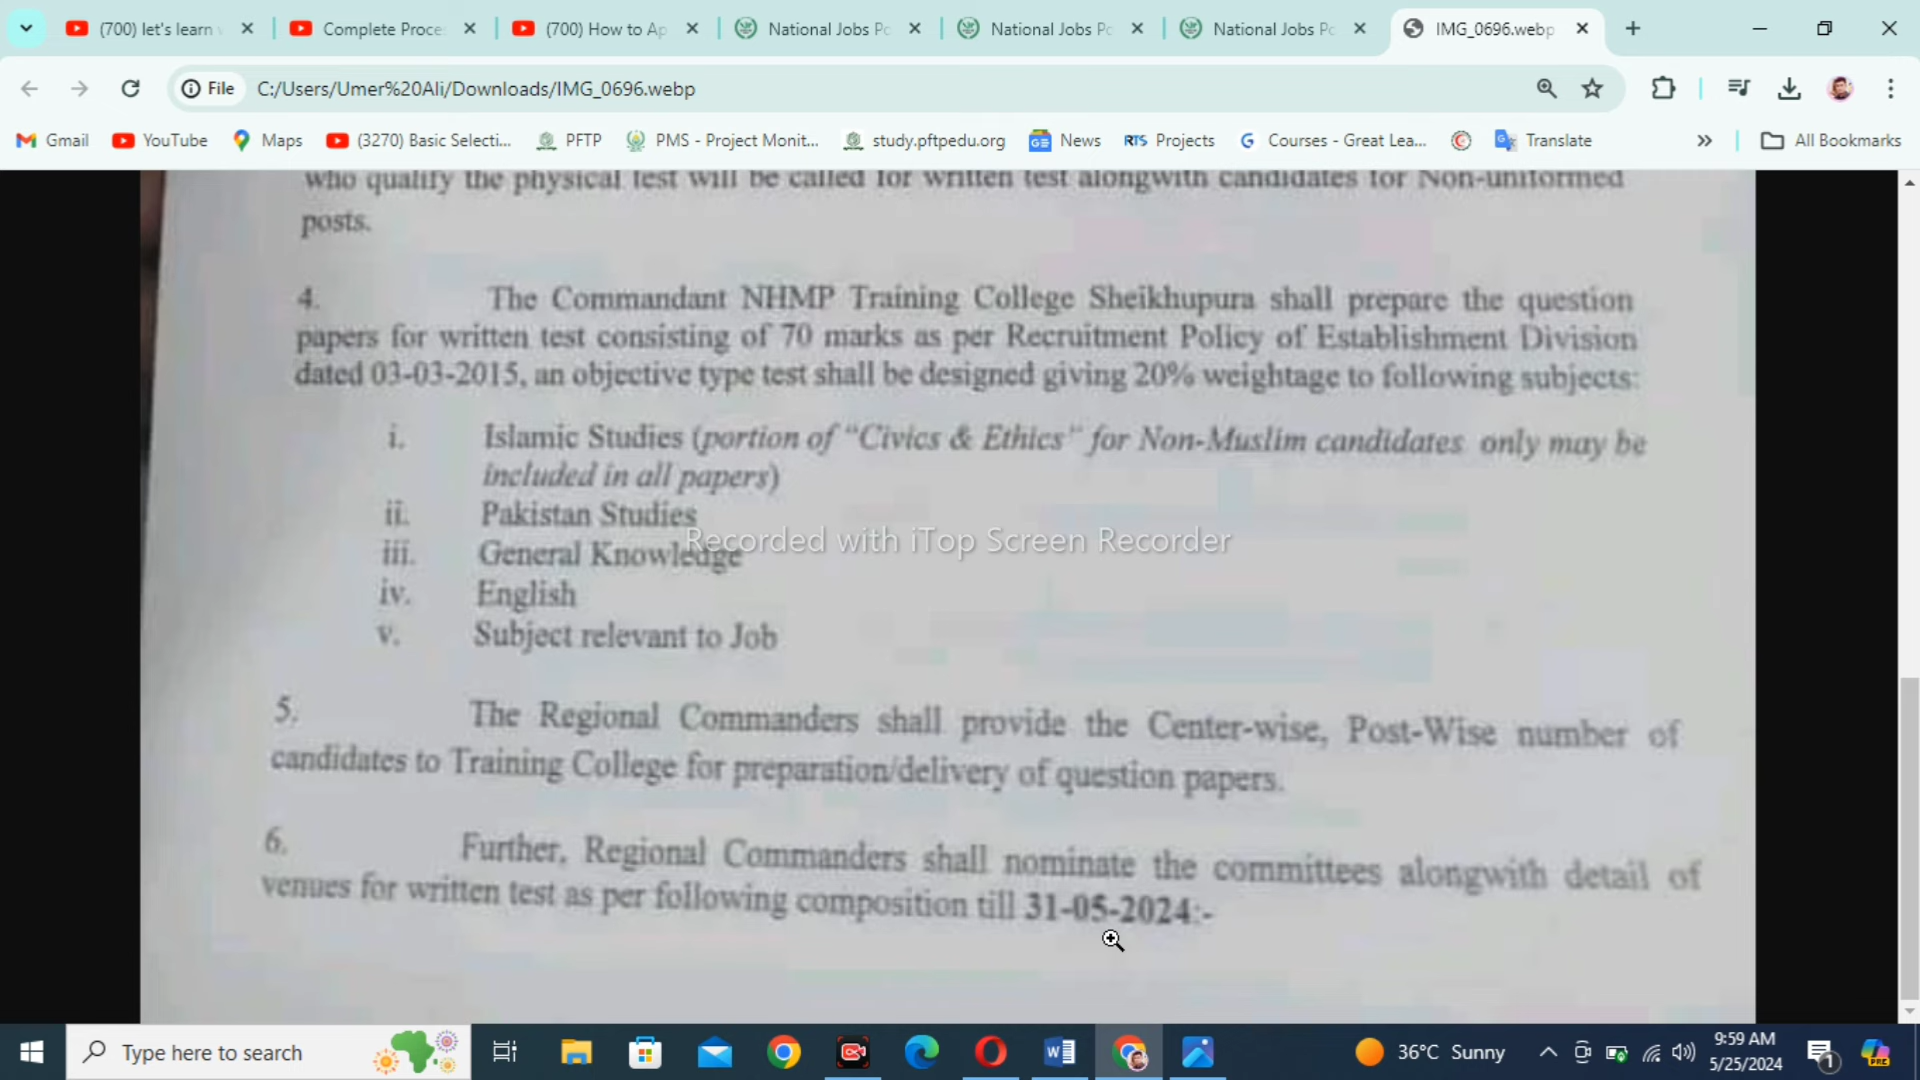 (700) let's learn
Complete Proce
(700) How to Ap
National Jobs Po
National Jobs Po
National Jobs Po
IMG_0696.webp
File
C:/Users/Umer%20Ali/Downloads/IMG_0696.webp
Gmail
YouTube
Maps
(3270) Basic Selecti...
PFTP
PMS - Project Monit...
study.pftpedu.org
News
RTS Projects
Courses - Great Lea...
Translate
All Bookmarks
who qualify the physical test will be called for written test alongwith candidates for Non-uniformed
posts.
4. The Commandant NHMP Training College Sheikhupura shall prepare the question
papers for written test consisting of 70 marks as per Recruitment Policy of Establishment Division
dated 03-03-2015, an objective type test shall be designed giving 20% weightage to following subjects:
i. Islamic Studies (portion of "Civics & Ethics" for Non-Muslim candidates only may be
included in all papers)
ii. Pakistan Studies
Recorded with iTop Screen Recorder
iii. General Knowledge
iv. English
v. Subject relevant to Job
5. The Regional Commanders shall provide the Center-wise, Post-Wise number of
candidates to Training College for preparation/delivery of question papers.
6. Further, Regional Commanders shall nominate the committees alongwith detail of
venues for written test as per following composition till 31-05-2024:-
Type here to search
36°C Sunny
9:59 AM
5/25/2024
1
PRE